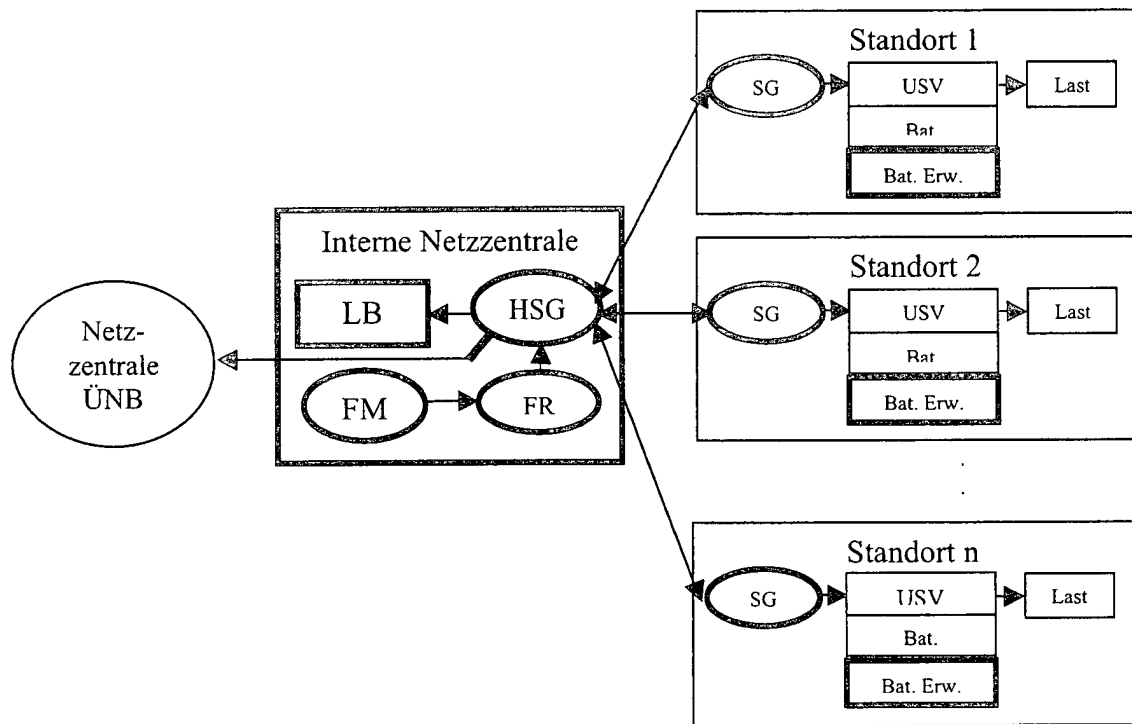 Standort 1
SG
USV
Last
Bat
Bat. Erw.
Interne Netzzentrale
LB
HSG
FM
FR
Netz-
zentrale
ÜNB
Standort 2
SG
USV
Last
Bat
Bat. Erw.
.
.
Standort n
SG
USV
Last
Bat.
Bat. Erw.